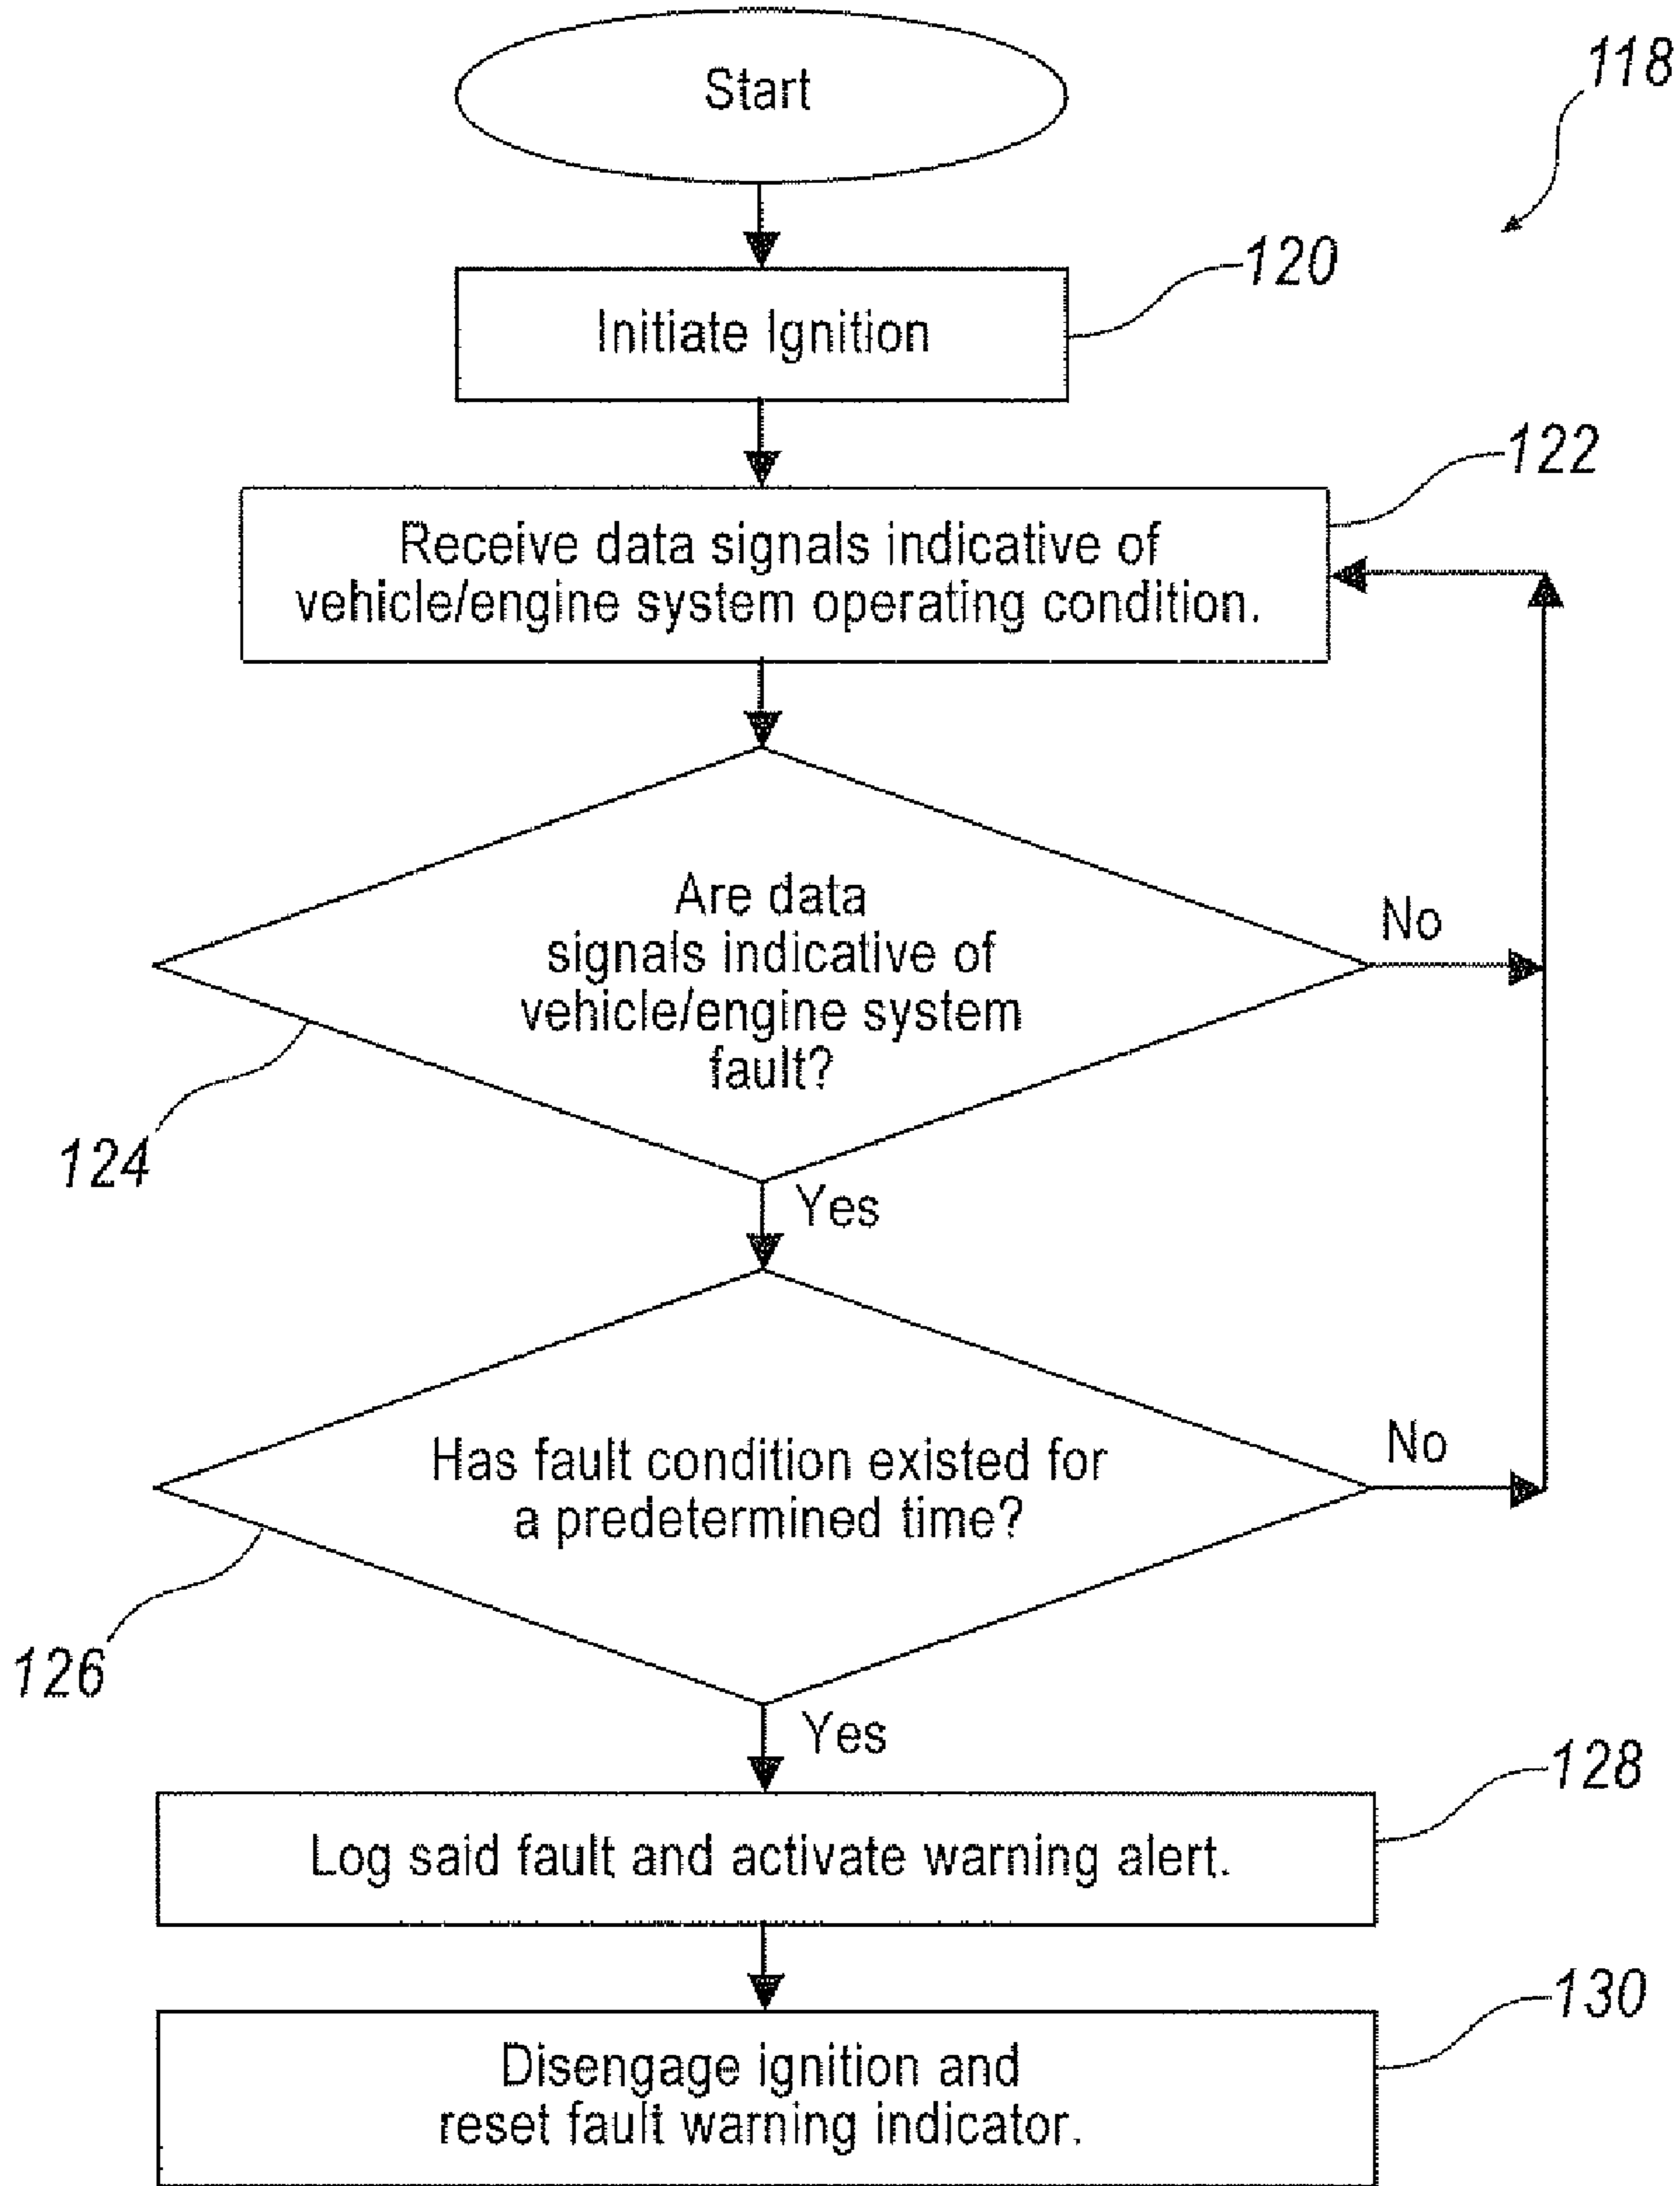 Start
118
120
Initiate Ignition
122
Receive data signals indicative of
vehicle/engine system operating condition.
Are data
signals indicative of
vehicle/engine system
fault?
No
124
Yes
Has fault condition existed for
a predetermined time?
No
126
Yes
128
Log said fault and activate warning alert.
130
Disengage ignition and
reset fault warning indicator.